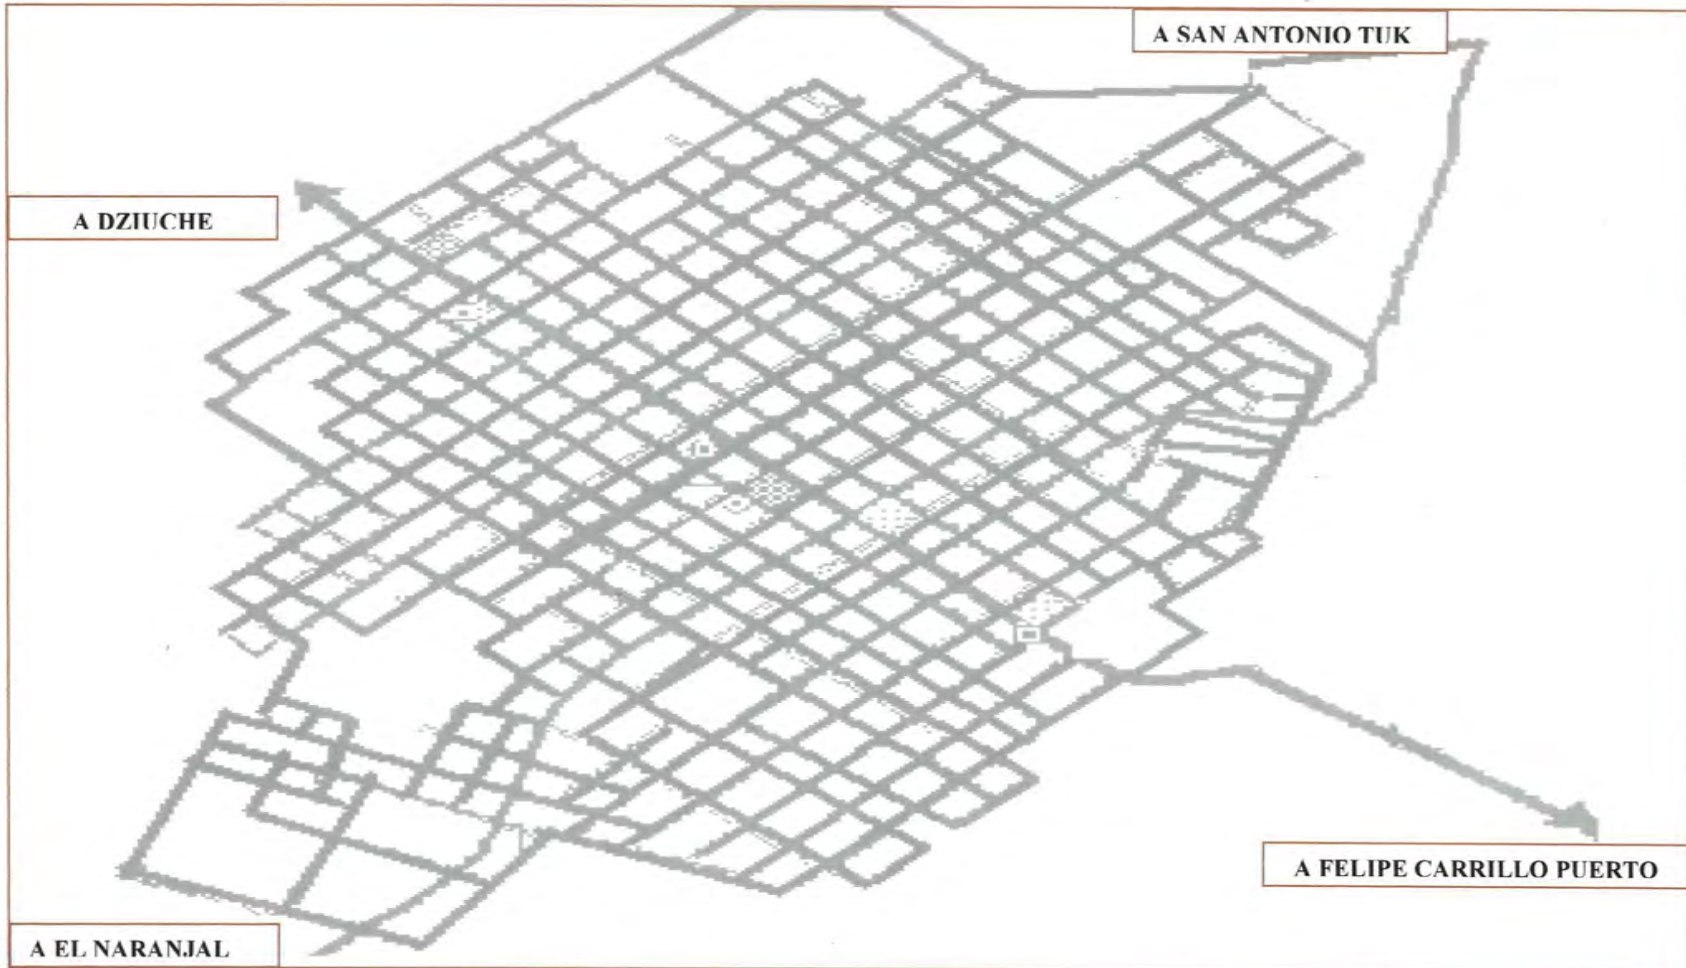 A SAN ANTONIO TUK
A DZIUCHE
A FELIPE CARRILLO PUERTO
A EL NARANJAL